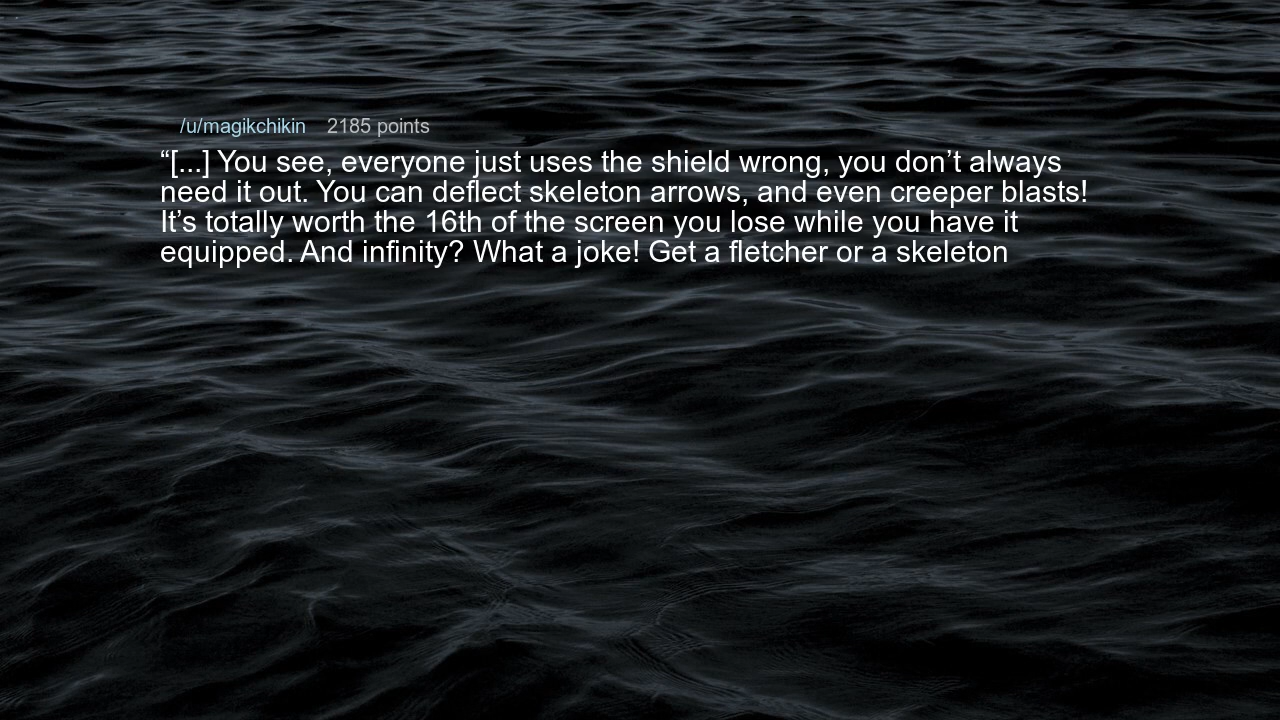 /u/magikchikin 2185 points
“[...] You see, everyone just uses the shield wrong, you don’t always
need it out. You can deflect skeleton arrows, and even creeper blasts!
It’s totally worth the 16th of the screen you lose while you have it
equipped. And infinity? What a joke! Get a fletcher or a skeleton